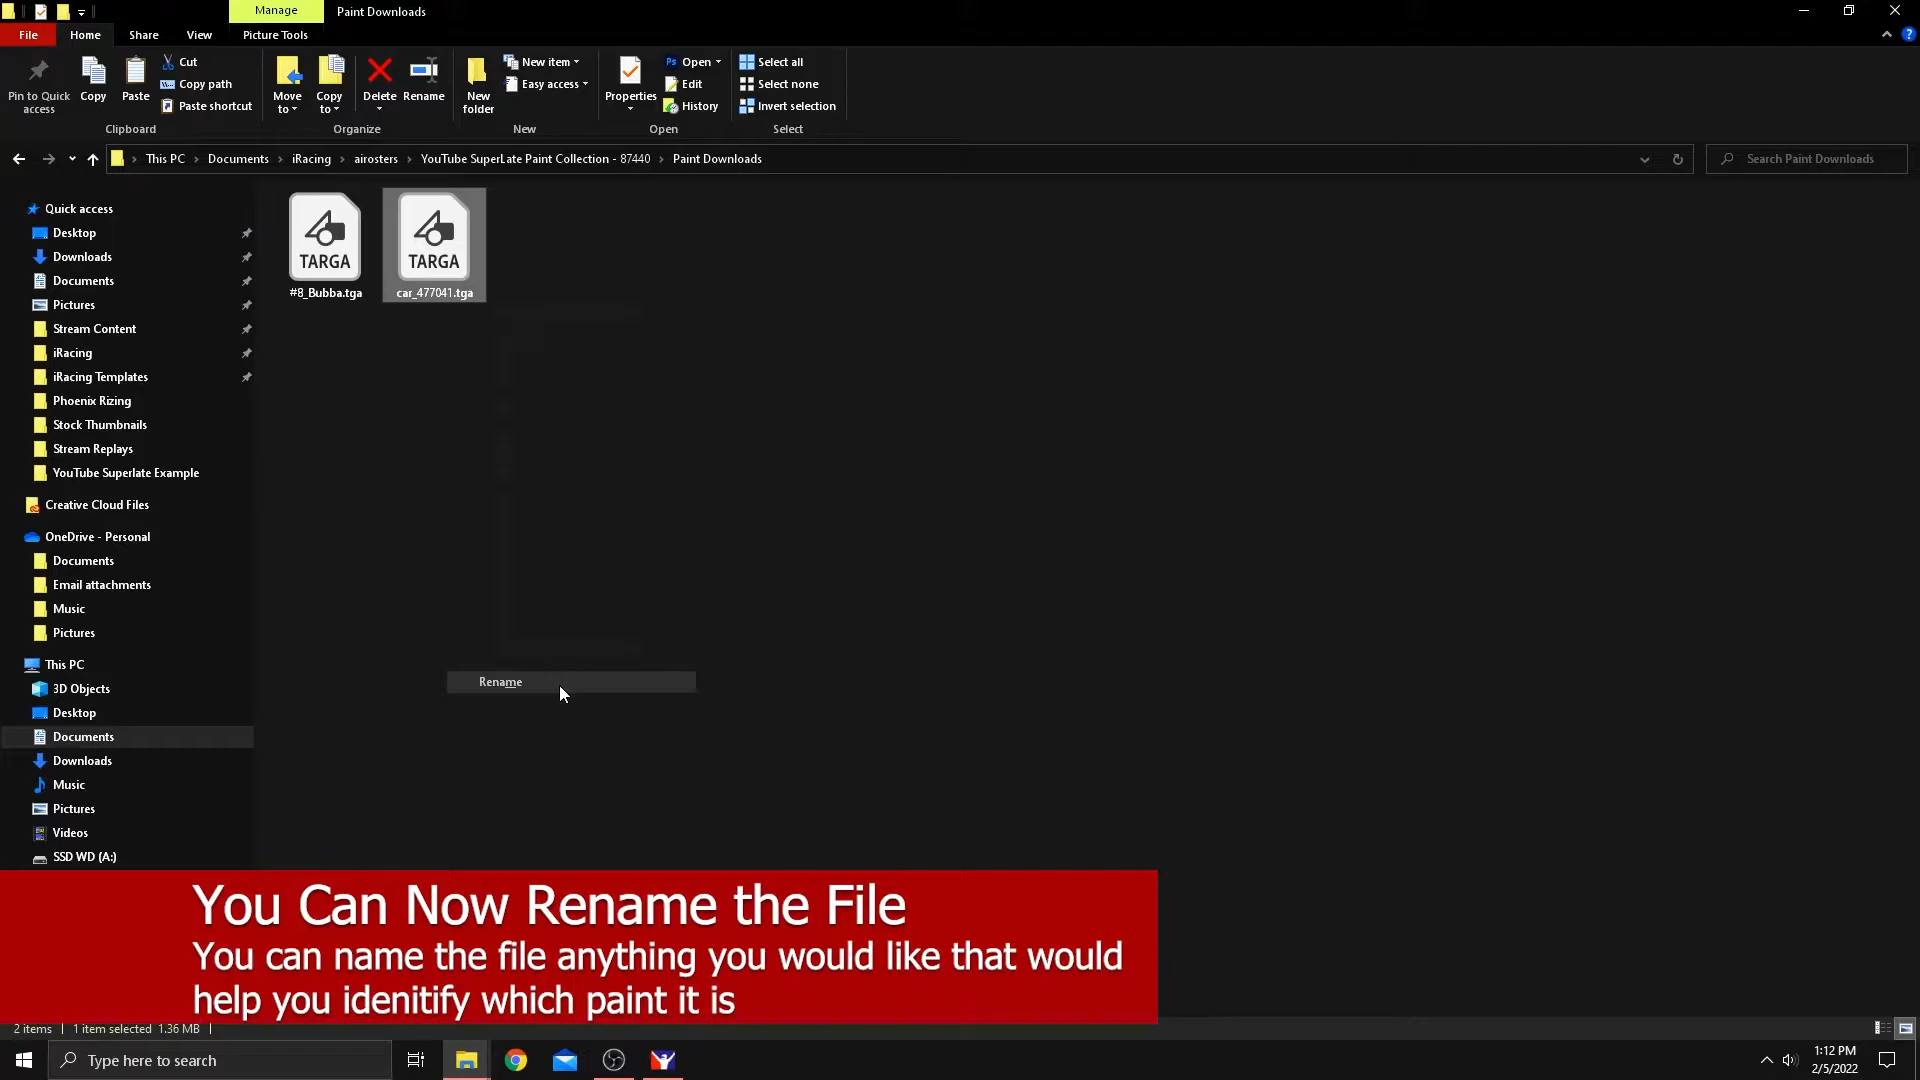 Manage
Paint Downloads
File
Home
Share
View
Picture Tools
Pin to Quick access
Copy
Paste
Cut
Copy path
Paste shortcut
Clipboard
Move to
Copy to
Delete
Rename
Organize
New folder
New item
Easy access
New
Properties
Ps Open
Edit
History
Open
Select all
Select none
Invert selection
Select
This PC > Documents > iRacing > airosters > YouTube SuperLate Paint Collection - 87440 > Paint Downloads
Search Paint Downloads
Quick access
Desktop
Downloads
Documents
Pictures
Stream Content
iRacing
iRacing Templates
Phoenix Rizing
Stock Thumbnails
Stream Replays
YouTube Superlate Example
Creative Cloud Files
OneDrive - Personal
Documents
Email attachments
Music
Pictures
This PC
3D Objects
Desktop
Documents
Downloads
Music
Pictures
Videos
SSD WD (A:)
TARGA
#8_Bubba.tga
TARGA
car_477041.tga
Rename
You Can Now Rename the File
You can name the file anything you would like that would
help you idenitify which paint it is
2 items
1 item selected 1.36 MB
Type here to search
1:12 PM
2/5/2022